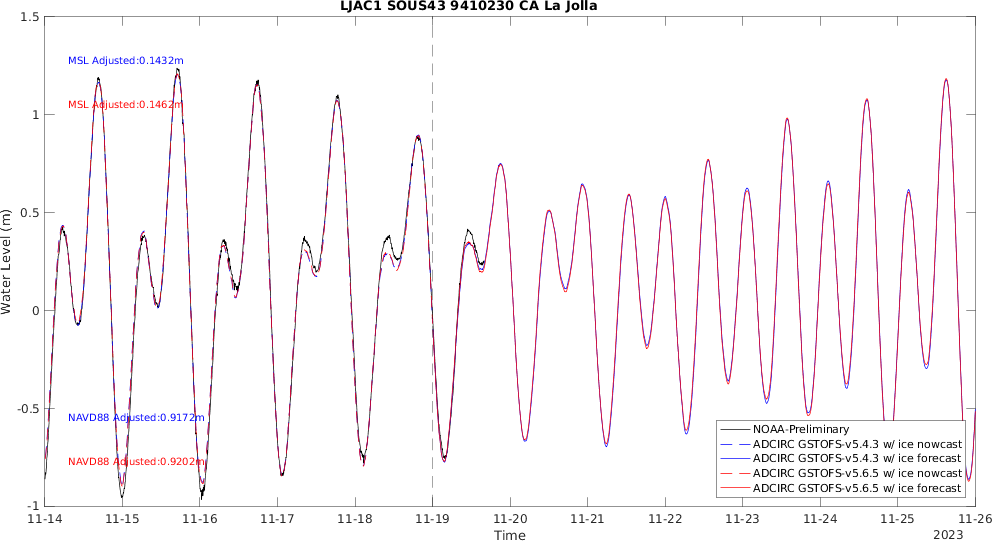 LJAC1 SOUS43 9410230 CA La Jolla
1.5
1
0.5
0
-0.5
-1
Water Level (m)
MSL Adjusted:0.1432m
MSL Adjusted:0.1462m
NAVD88 Adjusted:0.9172m
NAVD88 Adjusted:0.9202m
NOAA-Preliminary
ADCIRC GSTOFS-v5.4.3 w/ ice nowcast
ADCIRC GSTOFS-v5.4.3 w/ ice forecast
ADCIRC GSTOFS-v5.6.5 w/ ice nowcast
ADCIRC GSTOFS-v5.6.5 w/ ice forecast
11-14 11-15 11-16 11-17 11-18 11-19 11-20 11-21 11-22 11-23 11-24 11-25 11-26
Time
2023